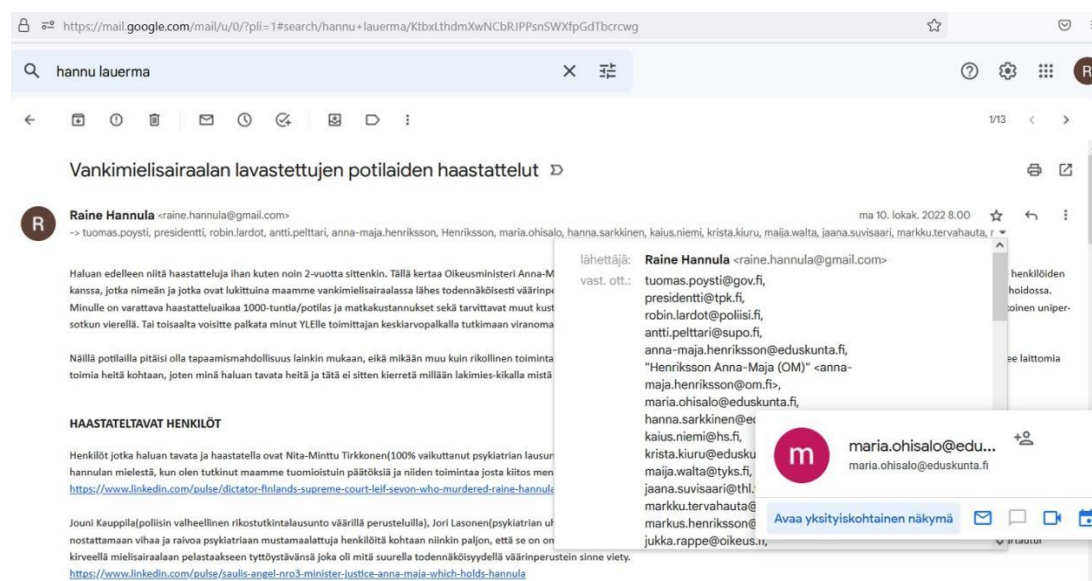 https://mail.google.com/mail/u/0/?pli=1#search/hannu+lauerma/KtbxLthdmXwNCbRJPPsnSWXfpGdTbcrcwg
hannu lauerma
R
1/13
Vankimielisairaalan lavastettujen potilaiden haastattelut
R
Raine Hannula <raine.hannula@gmail.com>
ma 10. lokak. 2022 8.00
-> tuomas.poysti, presidentti, robin.lardot, antti.pelttari, anna-maja.henriksson, Henriksson, maria.ohisalo, hanna.sarkkinen, kaius.niemi, krista.kiuru, maija.walta, jaana.suvisaari, markku.tervahauta, r
lähettäjä: Raine Hannula <raine.hannula@gmail.com>
vast. ott.: tuomas.poysti@gov.fi,
presidentti@tpk.fi,
robin.lardot@poliisi.fi,
antti.pelttari@supo.fi,
anna-maja.henriksson@eduskunta.fi,
"Henriksson Anna-Maja (OM)" <anna-
maja.henriksson@om.fi>,
maria.ohisalo@eduskunta.fi,
hanna.sarkkinen@ed
kaius.niemi@hs.fi,
krista.kiuru@edusku
maija.walta@tyks.fi,
jaana.suvisaari@thl.
markku.tervahauta@
markus.henriksson@
jukka.rappe@oikeus.fi,
m
maria.ohisalo@edu...
maria.ohisalo@eduskunta.fi
Avaa yksityiskohtainen näkymä
Haluan edelleen niitä haastatteluja ihan kuten noin 2-vuotta sittenkin. Tällä kertaa Oikeusministeri Anna-M henkilöiden
kanssa, jotka nimeän ja jotka ovat lukittuina maamme vankimielisairaalassa lähes todennäköisesti väärinpe hoidossa.
Minulle on varattava haastatteluaikaa 1000-tuntia/potilas ja matkakustannukset sekä tarvittavat muut kust koinen uniper-
sotkun vierellä. Tai toisaalta voisitte palkata minut YLElle toimittajan keskiarvopalkalla tutkimaan viranoma
Näillä potilailla pitäisi olla tapaamismahdollisuus lainkin mukaan, eikä mikään muu kuin rikollinen toiminta ee laittomia
toimia heitä kohtaan, joten minä haluan tavata heitä ja tätä ei sitten kierretä millään lakimies-kikalla mistä
HAASTATELTAVAT HENKILÖT
Henkilöt jotka haluan tavata ja haastatella ovat Nita-Minttu Tirkkonen(100% vaikuttanut psykiatrian lausun
hannulan mielestä, kun olen tutkinut maamme tuomioistuin päätöksiä ja niiden toimintaa josta kiitos men
https://www.linkedin.com/pulse/dictator-finlands-supreme-court-leif-sevon-who-murdered-raine-hannula
Jouni Kauppila(poliisin valheellinen rikostutkintalausunto väärillä perusteluilla), Jori Lasonen(psykiatrian uh
nostattamaan vihaa ja raivoa psykiatriaan mustamaalattuja henkilöitä kohtaan niinkin paljon, että se on om
kirveellä mielisairaalaan pelastaakseen tyttöystävänsä joka oli mitä suurella todennäköisyydellä väärinperustein sinne viety.
https://www.linkedin.com/pulse/saulis-angel-nro3-minister-justice-anna-maja-which-holds-hannula